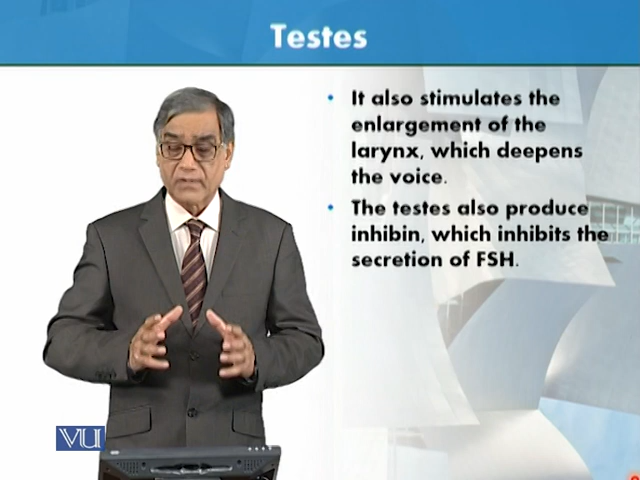 Testes
• It also stimulates the
enlargement of the
larynx, which deepens
the voice.
• The testes also produce
inhibin, which inhibits the
secretion of FSH.
VU